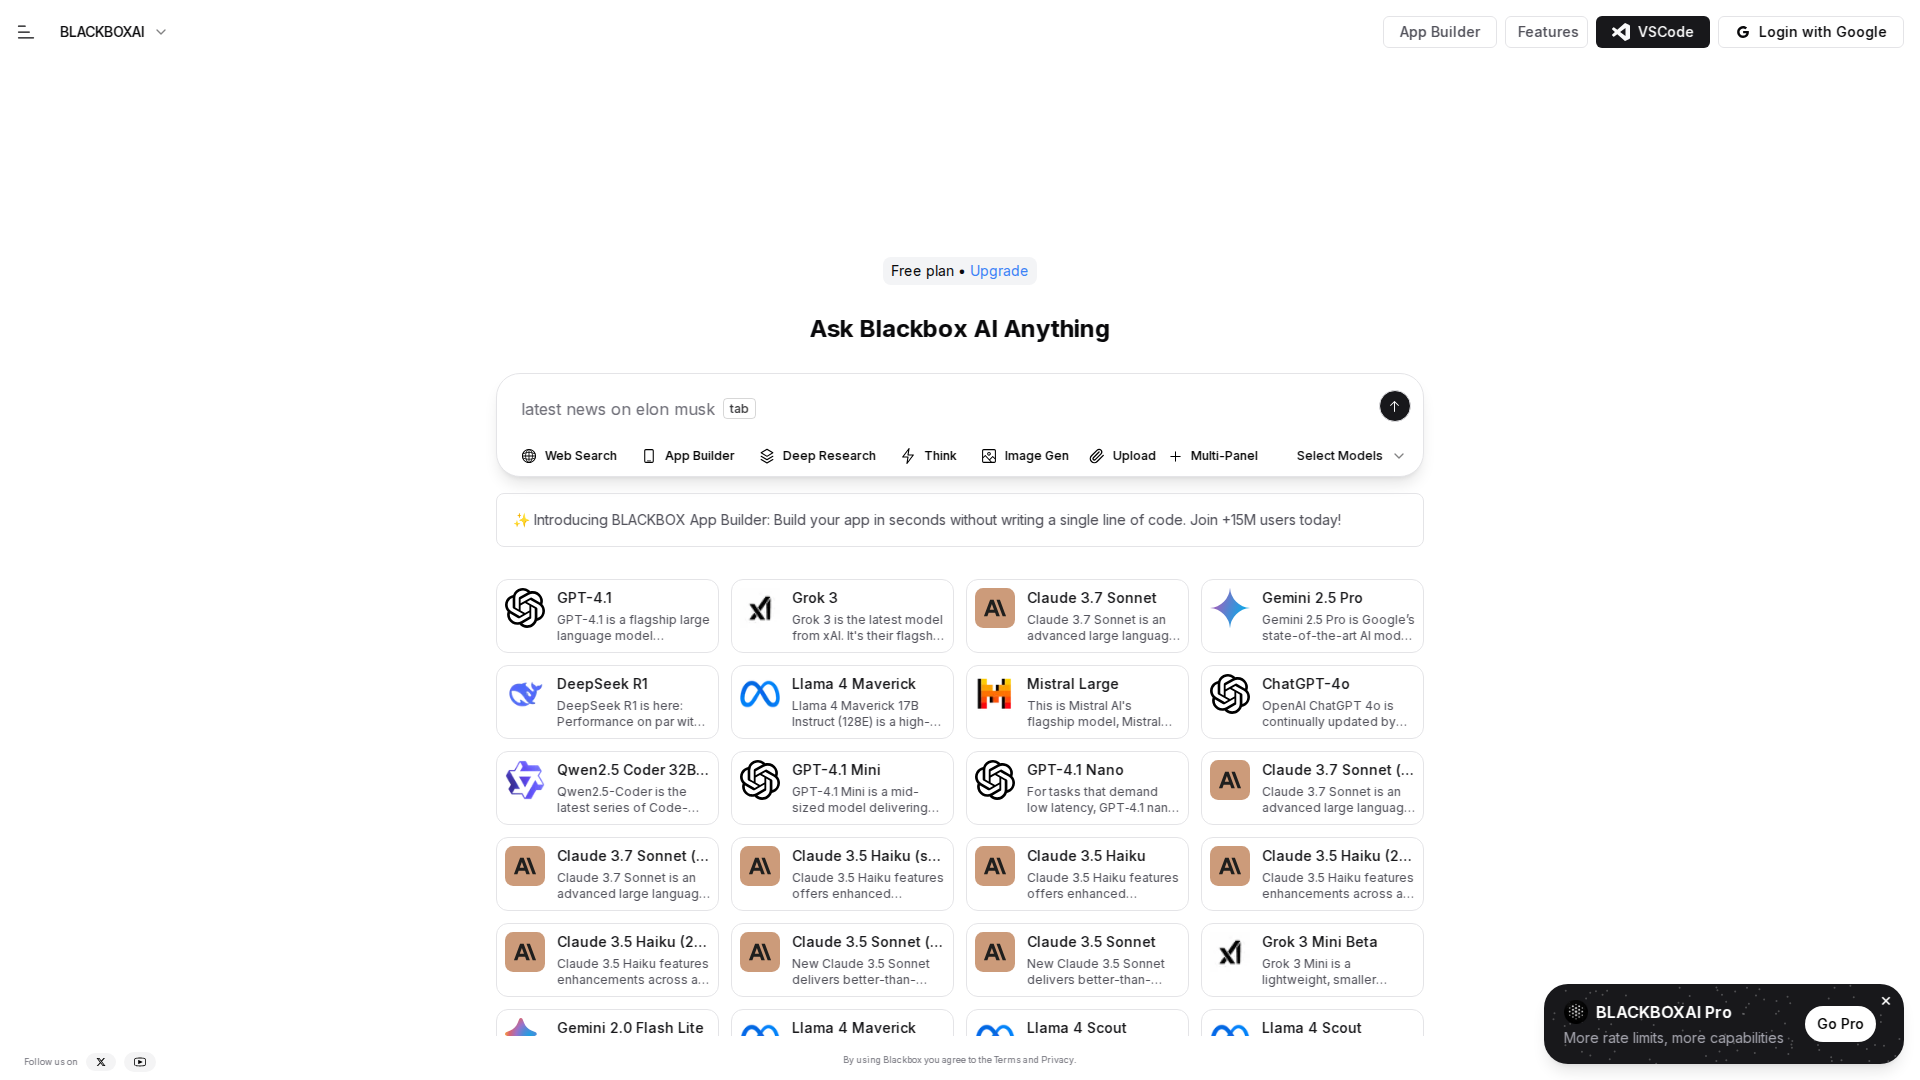 BLACKBOXAI
App Builder
Features
VSCode
Login with Google
Free plan • Upgrade
Ask Blackbox AI Anything
latest news on elon musk tab
Web Search
App Builder
Deep Research
Think
Image Gen
Upload
Multi-Panel
Select Models
✨ Introducing BLACKBOX App Builder: Build your app in seconds without writing a single line of code. Join +15M users today!
GPT-4.1
GPT-4.1 is a flagship large
language model...
Grok 3
Grok 3 is the latest model
from xAI. It's their flagsh...
Claude 3.7 Sonnet
Claude 3.7 Sonnet is an
advanced large languag...
Gemini 2.5 Pro
Gemini 2.5 Pro is Google’s
state-of-the-art AI mod...
DeepSeek R1
DeepSeek R1 is here:
Performance on par wit...
Llama 4 Maverick
Llama 4 Maverick 17B
Instruct (128E) is a high-...
Mistral Large
This is Mistral AI's
flagship model, Mistral...
ChatGPT-4o
OpenAI ChatGPT 4o is
continually updated by...
Qwen2.5 Coder 32B...
Qwen2.5-Coder is the
latest series of Code-...
GPT-4.1 Mini
GPT-4.1 Mini is a mid-
sized model delivering...
GPT-4.1 Nano
For tasks that demand
low latency, GPT‑4.1 nan...
Claude 3.7 Sonnet (...
Claude 3.7 Sonnet is an
advanced large languag...
Claude 3.7 Sonnet (...
Claude 3.7 Sonnet is an
advanced large languag...
Claude 3.5 Haiku (s...
Claude 3.5 Haiku features
offers enhanced...
Claude 3.5 Haiku
Claude 3.5 Haiku features
offers enhanced...
Claude 3.5 Haiku (2...
Claude 3.5 Haiku features
enhancements across a...
Claude 3.5 Haiku (2...
Claude 3.5 Haiku features
enhancements across a...
Claude 3.5 Sonnet (...
New Claude 3.5 Sonnet
delivers better-than-...
Claude 3.5 Sonnet
New Claude 3.5 Sonnet
delivers better-than-...
Grok 3 Mini Beta
Grok 3 Mini is a
lightweight, smaller...
Gemini 2.0 Flash Lite
Llama 4 Maverick
Llama 4 Scout
Llama 4 Scout
BLACKBOXAI Pro
More rate limits, more capabilities
Go Pro
Follow us on
By using Blackbox you agree to the Terms and Privacy.